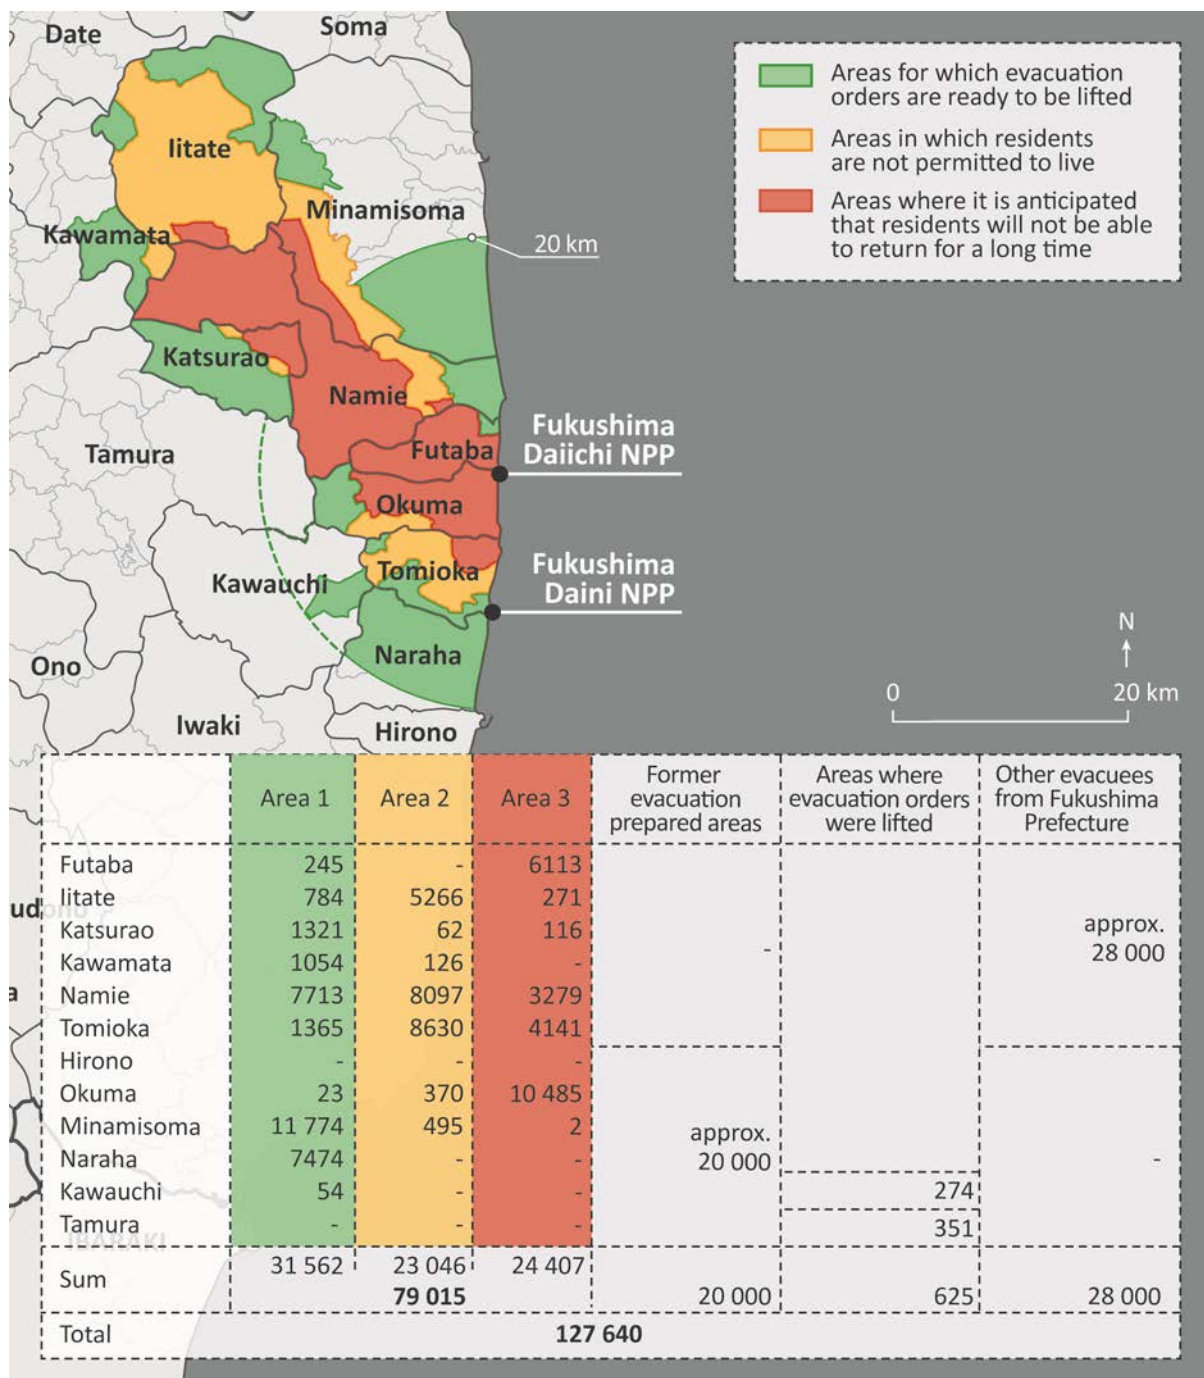 Date
Soma
Areas for which evacuation
orders are ready to be lifted
Areas in which residents
are not permitted to live
Areas where it is anticipated
that residents will not be able
to return for a long time
Iitate
Minamisoma
Kawamata
20 km
Katsurao
Namie
Fukushima
Daiichi NPP
Tamura
Futaba
Okuma
Fukushima
Daini NPP
Kawauchi
Tomioka
N
Naraha
Ono
0 20 km
Iwaki
Hirono
Area 1 Area 2 Area 3 Former evacuation prepared areas Areas where evacuation orders were lifted Other evacuees from Fukushima Prefecture
Futaba 245 - 6113
Iitate 784 5266 271
Katsurao 1321 62 116 - approx. 28 000
Kawamata 1054 126 -
Namie 7713 8097 3279
Tomioka 1365 8630 4141
Hirono - - -
Okuma 23 370 10 485
Minamisoma 11 774 495 2
Naraha 7474 - - approx. 20 000 -
Kawauchi 54 - - 274
Tamura - - - 351
IBARAKI
Sum 31 562 23 046 24 407
79 015 20 000 625 28 000
Total 127 640